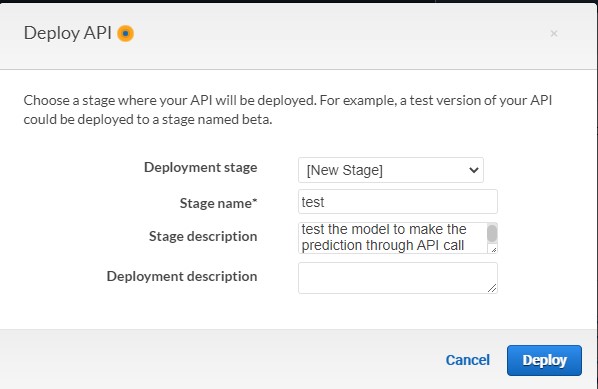 Deploy API
Choose a stage where your API will be deployed. For example, a test version of your API
could be deployed to a stage named beta.
Deployment stage [New Stage]
Stage name* test
Stage description test the model to make the
prediction through API call
Deployment description
Cancel Deploy